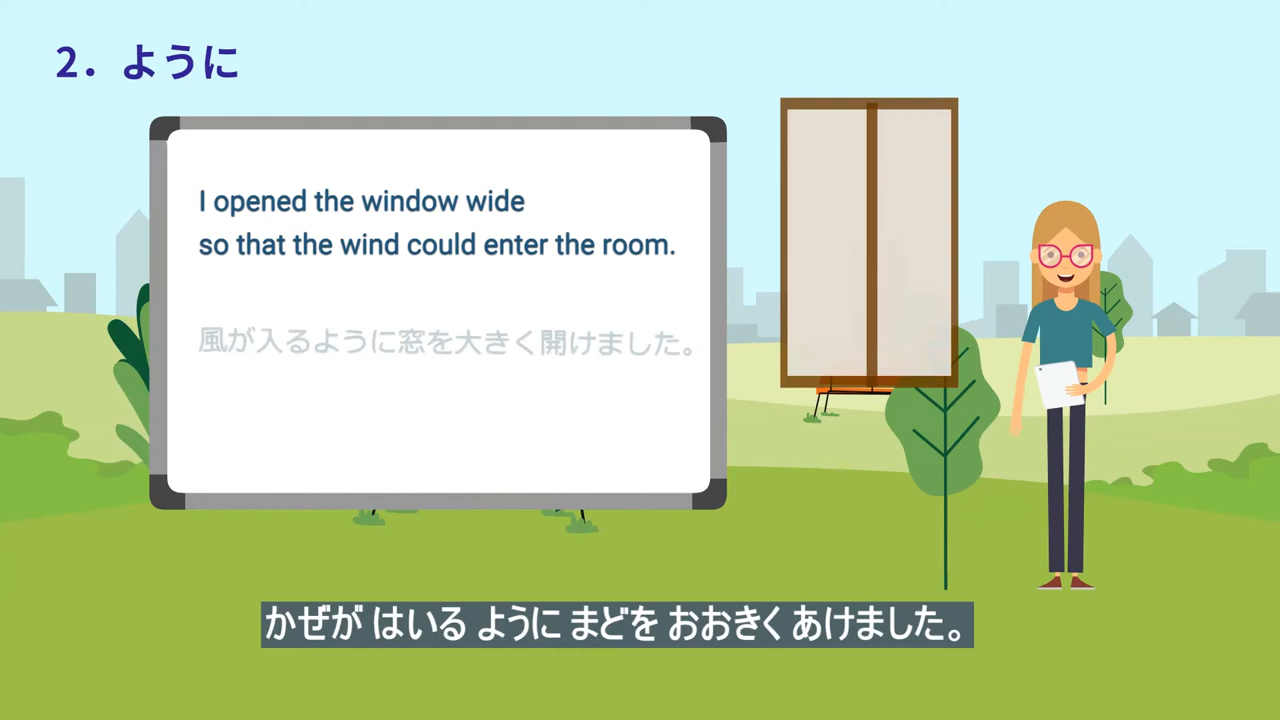 2. ように
I opened the window wide
so that the wind could enter the room.
風が入るように窓を大きく開けました。
かぜが はいる ように まどを おおきく あけました。